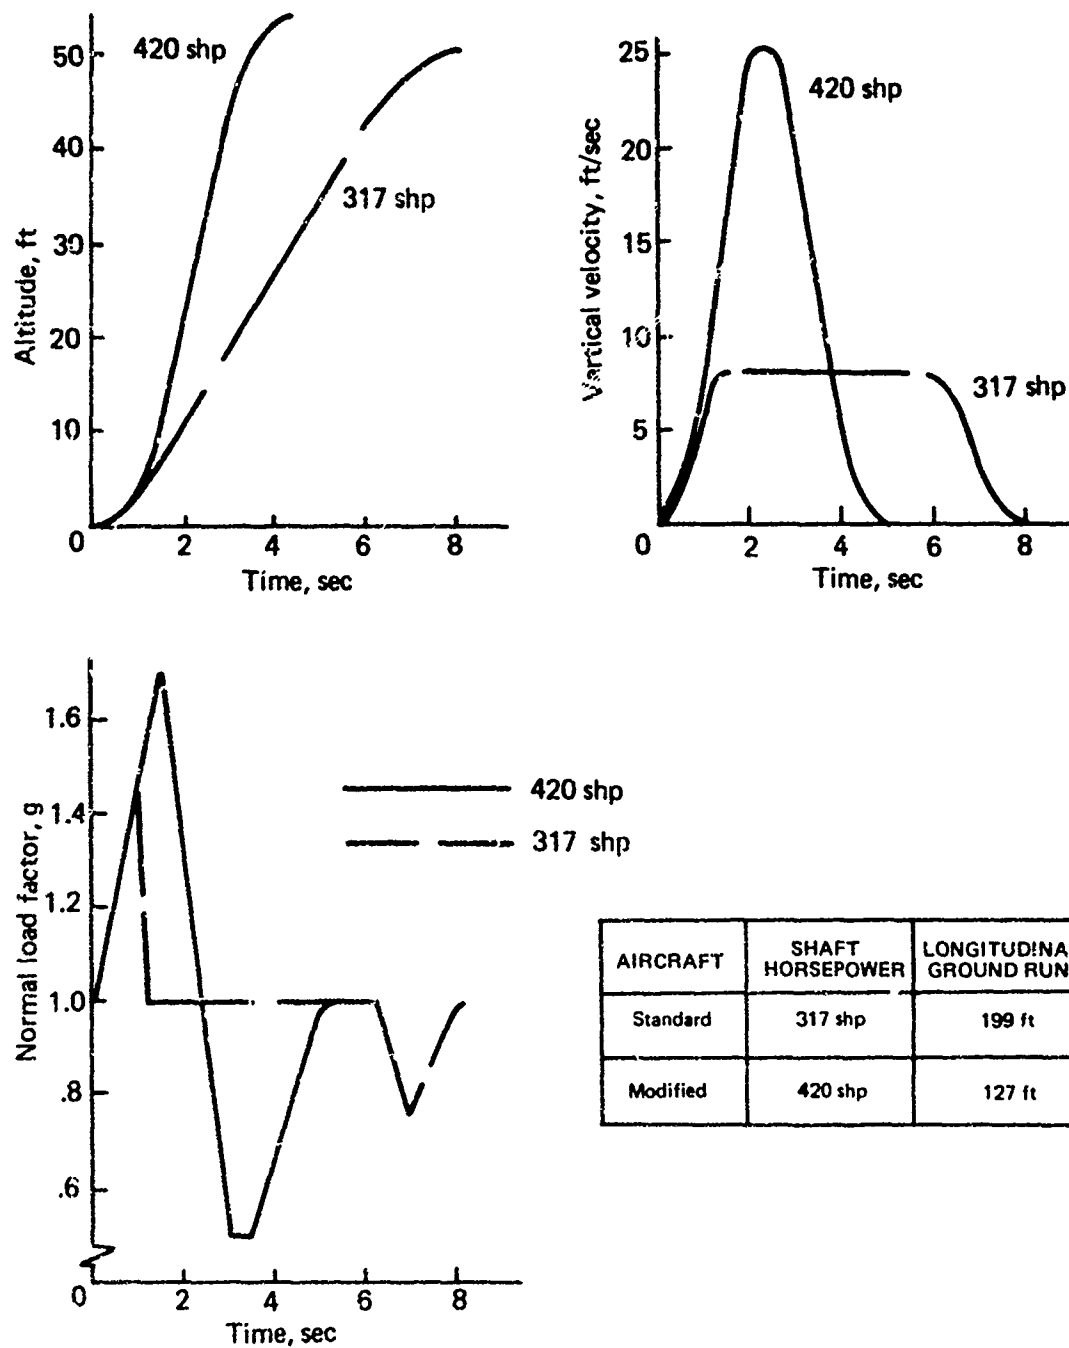 50
40
30
20
10
0
2
4
6
8
Altitude, ft
Time, sec
420 shp
317 shp
25
20
15
10
5
0
2
4
6
8
Vertical velocity, ft/sec
Time, sec
420 shp
317 shp
1.6
1.4
1.2
1.0
.8
.6
0
2
4
6
8
Normal load factor, g
Time, sec
420 shp
317 shp
AIRCRAFT
SHAFT
HORSEPOWER
LONGITUDINA
GROUND RUN
Standard
317 shp
199 ft
Modified
420 shp
127 ft